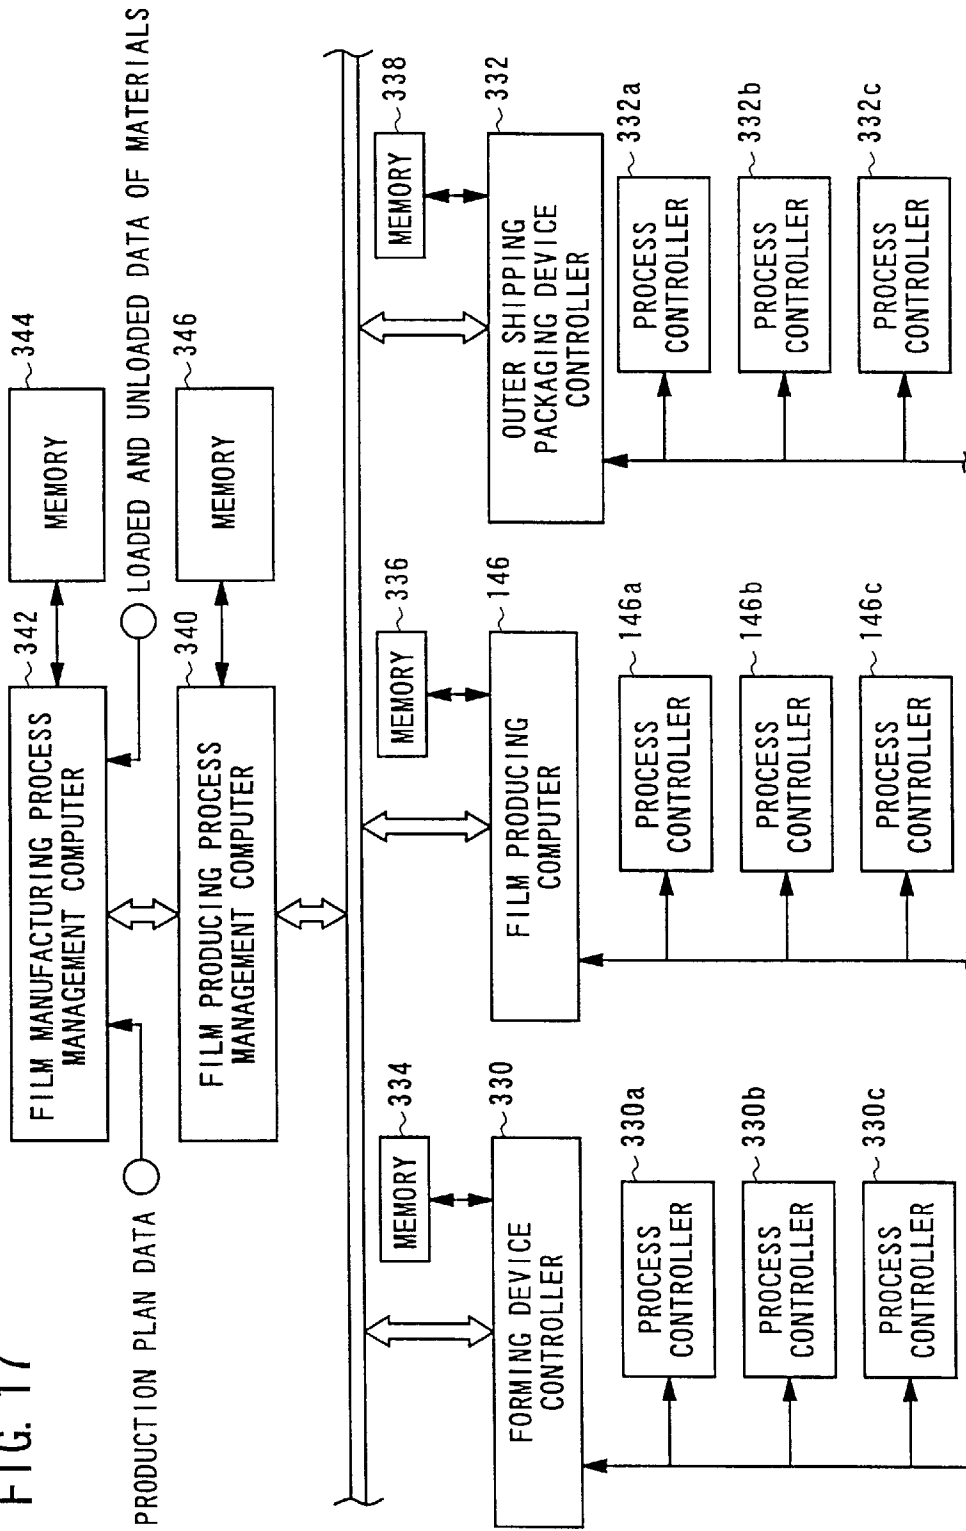 FIG. 17
PRODUCTION PLAN DATA
LOADED AND UNLOADED DATA OF MATERIALS
FILM MANUFACTURING PROCESS
MANAGEMENT COMPUTER
342
MEMORY
344
FILM PRODUCING PROCESS
MANAGEMENT COMPUTER
340
MEMORY
346
MEMORY
334
FORMING DEVICE
CONTROLLER
330
PROCESS
CONTROLLER
330a
PROCESS
CONTROLLER
330b
PROCESS
CONTROLLER
330c
MEMORY
336
FILM PRODUCING
COMPUTER
146
PROCESS
CONTROLLER
146a
PROCESS
CONTROLLER
146b
PROCESS
CONTROLLER
146c
MEMORY
338
OUTER SHIPPING
PACKAGING DEVICE
CONTROLLER
332
PROCESS
CONTROLLER
332a
PROCESS
CONTROLLER
332b
PROCESS
CONTROLLER
332c